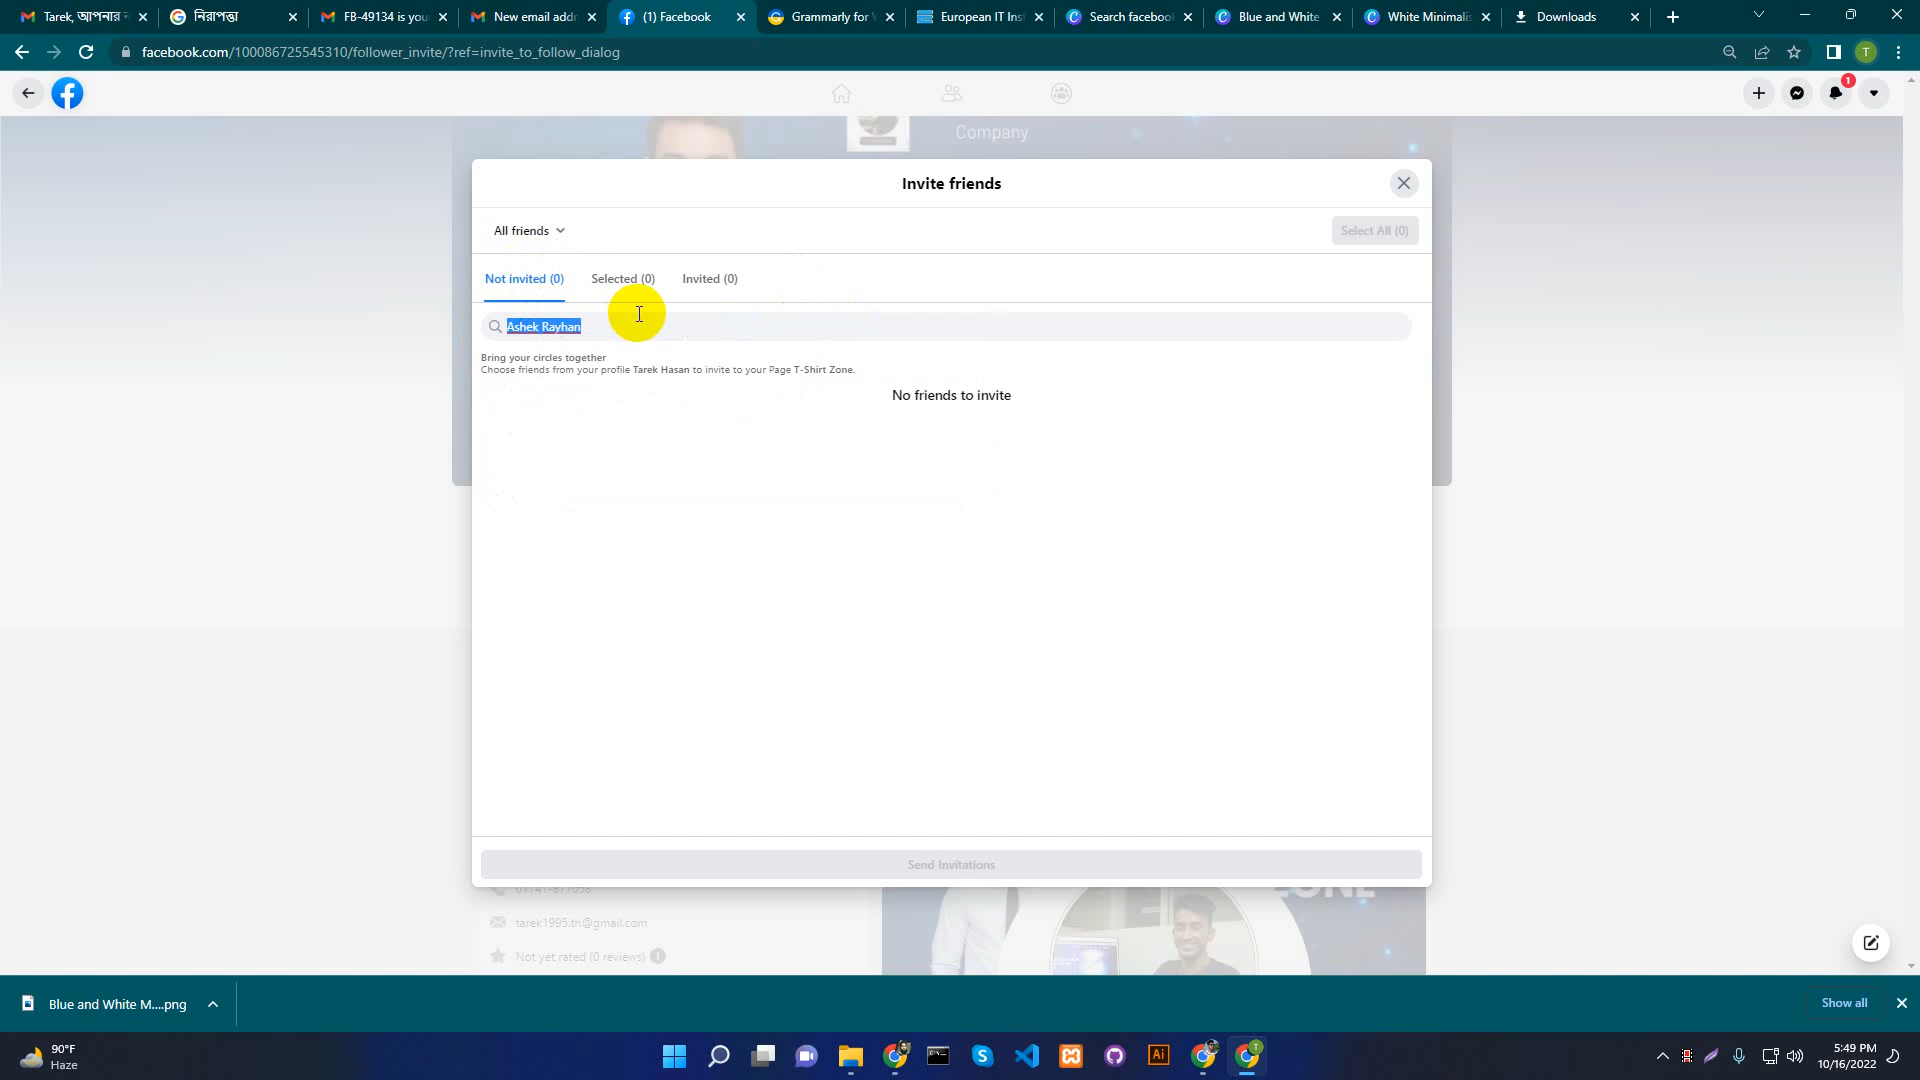 Tarek, আপনার
নিরাপত্তা
FB-49134 is you
New email addr
(1) Facebook
Grammarly for
European IT Ins
Search faceboo
Blue and White
White Minimalis
Downloads
facebook.com/100086725545310/follower_invite/?ref=invite_to_follow_dialog
T
1
Company
Invite friends
All friends
Select All (0)
Not invited (0)
Selected (0)
Invited (0)
Ashek Rayhan
Bring your circles together
Choose friends from your profile Tarek Hasan to invite to your Page T-Shirt Zone.
No friends to invite
Send Invitations
tarek1995.th@gmail.com
Not yet rated (0 reviews)
Blue and White M....png
Show all
90°F
Haze
Ai
T
5:49 PM
10/16/2022